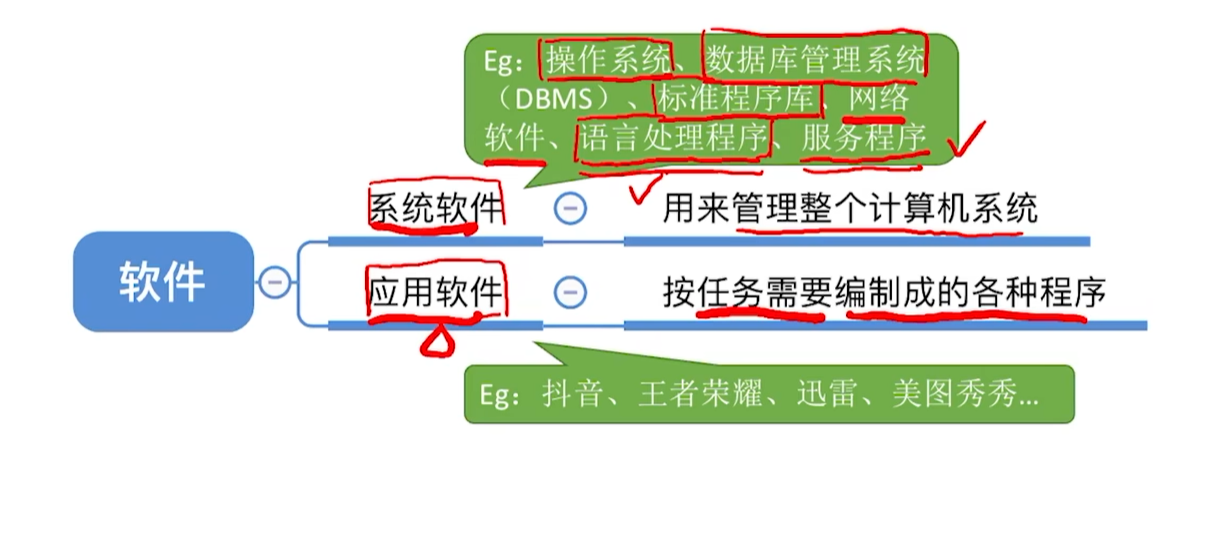 Eg：操作系统、数据库管理系统
（DBMS）、标准程序库、网络
软件、语言处理程序、服务程序
系统软件
用来管理整个计算机系统
软件
应用软件
按任务需要编制成的各种程序
Eg：抖音、王者荣耀、迅雷、美图秀秀...